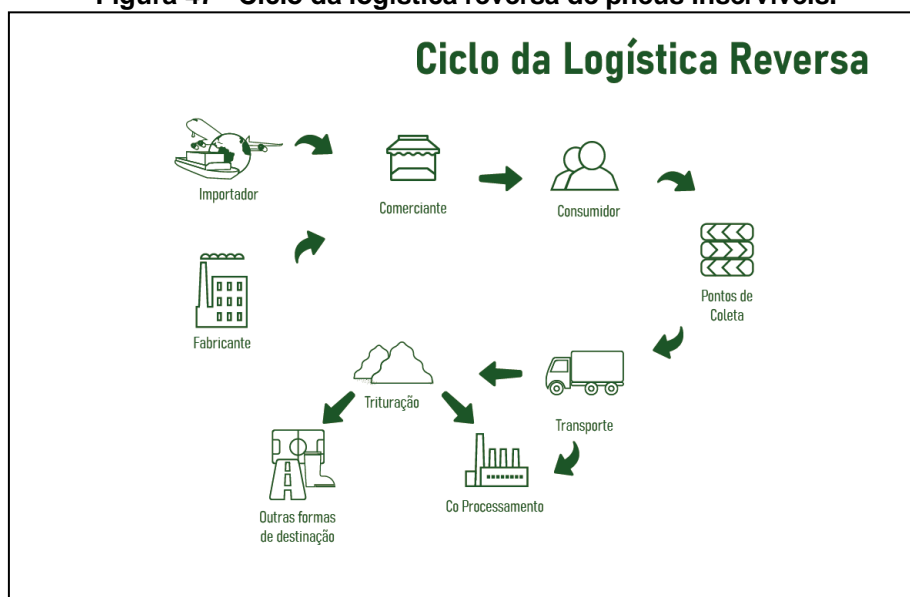 Figura 47 - Ciclo da logística reversa de pneus inservíveis.
Ciclo da Logística Reversa
Importador
Comerciante
Consumidor
Fabricante
Pontos de
Coleta
Trituração
Transporte
Co Processamento
Outras formas
de destinação